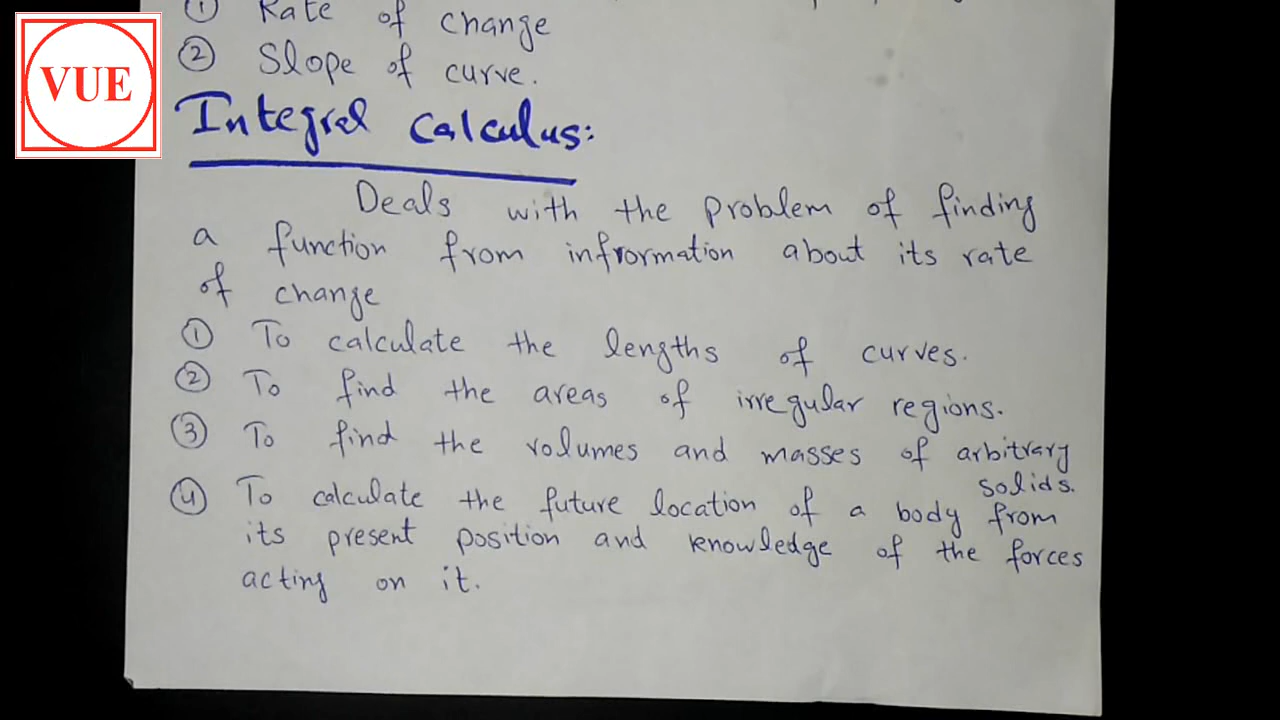 VUE
① Rate of change
② Slope of curve.
Integral Calculus:
Deals with the problem of finding
a function from infrormation about its rate
of change
① To calculate the lengths of curves.
② To find the areas of irregular regions.
③ To find the volumes and masses of arbitrary
solids.
④ To calculate the future location of a body from
its present position and knowledge of the forces
acting on it.